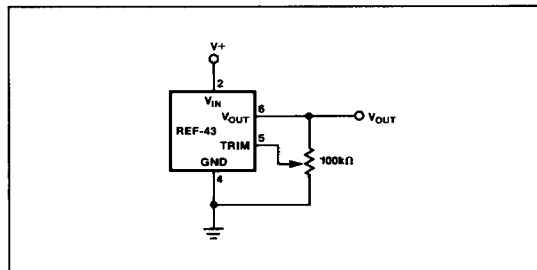 V+
2
VIN
VOUT
6
VOUT
REF-43
5
TRIM
100kΩ
GND
4